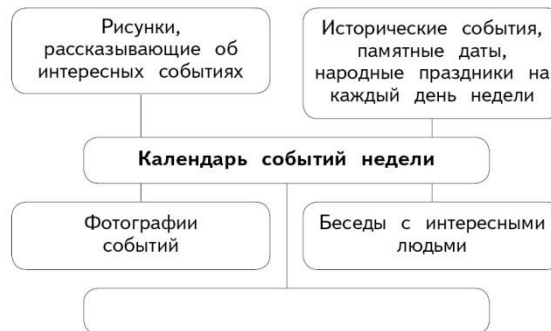 Рисунки,
рассказывающие об
интересных событиях
Исторические события,
памятные даты,
народные праздники на
каждый день недели
Календарь событий недели
Фотографии
событий
Беседы с интересными
людьми